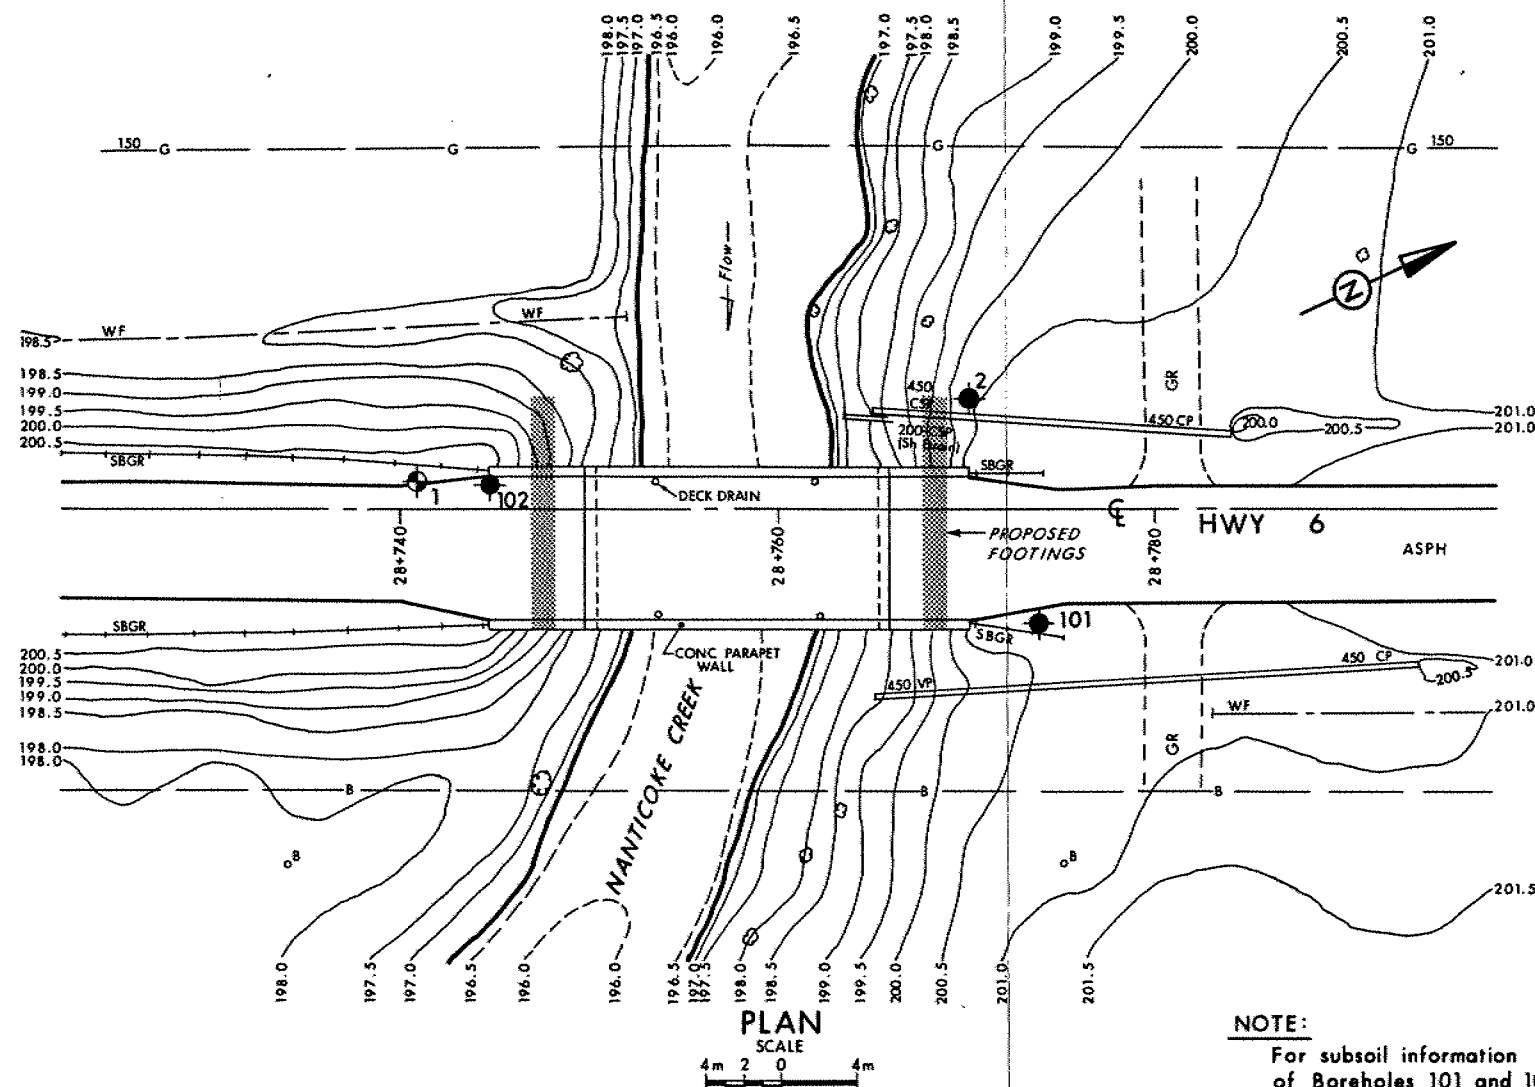 198.0
197.5
197.0
196.5
196.0
196.0
196.5
197.0
197.5
198.0
198.5
199.0
199.5
200.0
200.5
201.0
150 G G G G 150
Flow
N
WF
WF
198.5
198.5
199.0
199.5
200.0
200.5
SBGR
GR
2
450
CSP
200 CSP
450 CP
200.0
200.5
201.0
201.0
SBGR
1
102
DECK DRAIN
28+740
28+760
28+780
PROPOSED
FOOTINGS
℄ HWY 6
ASPH
SBGR
101
SBGR
CONC PARAPET
WALL
200.5
200.0
199.5
199.0
198.5
198.0
198.0
450 VP
450 CP
200.5
201.0
WF
201.0
GR
NANTICOKE CREEK
B B B
B
B
201.5
198.0
197.5
197.0
196.5
196.0
196.0
196.5
197.0
197.5
198.0
198.5
199.0
199.5
200.0
200.5
201.0
201.5
PLAN
SCALE
4m 2 0 4m
NOTE:
For subsoil information
of Boreholes 101 and